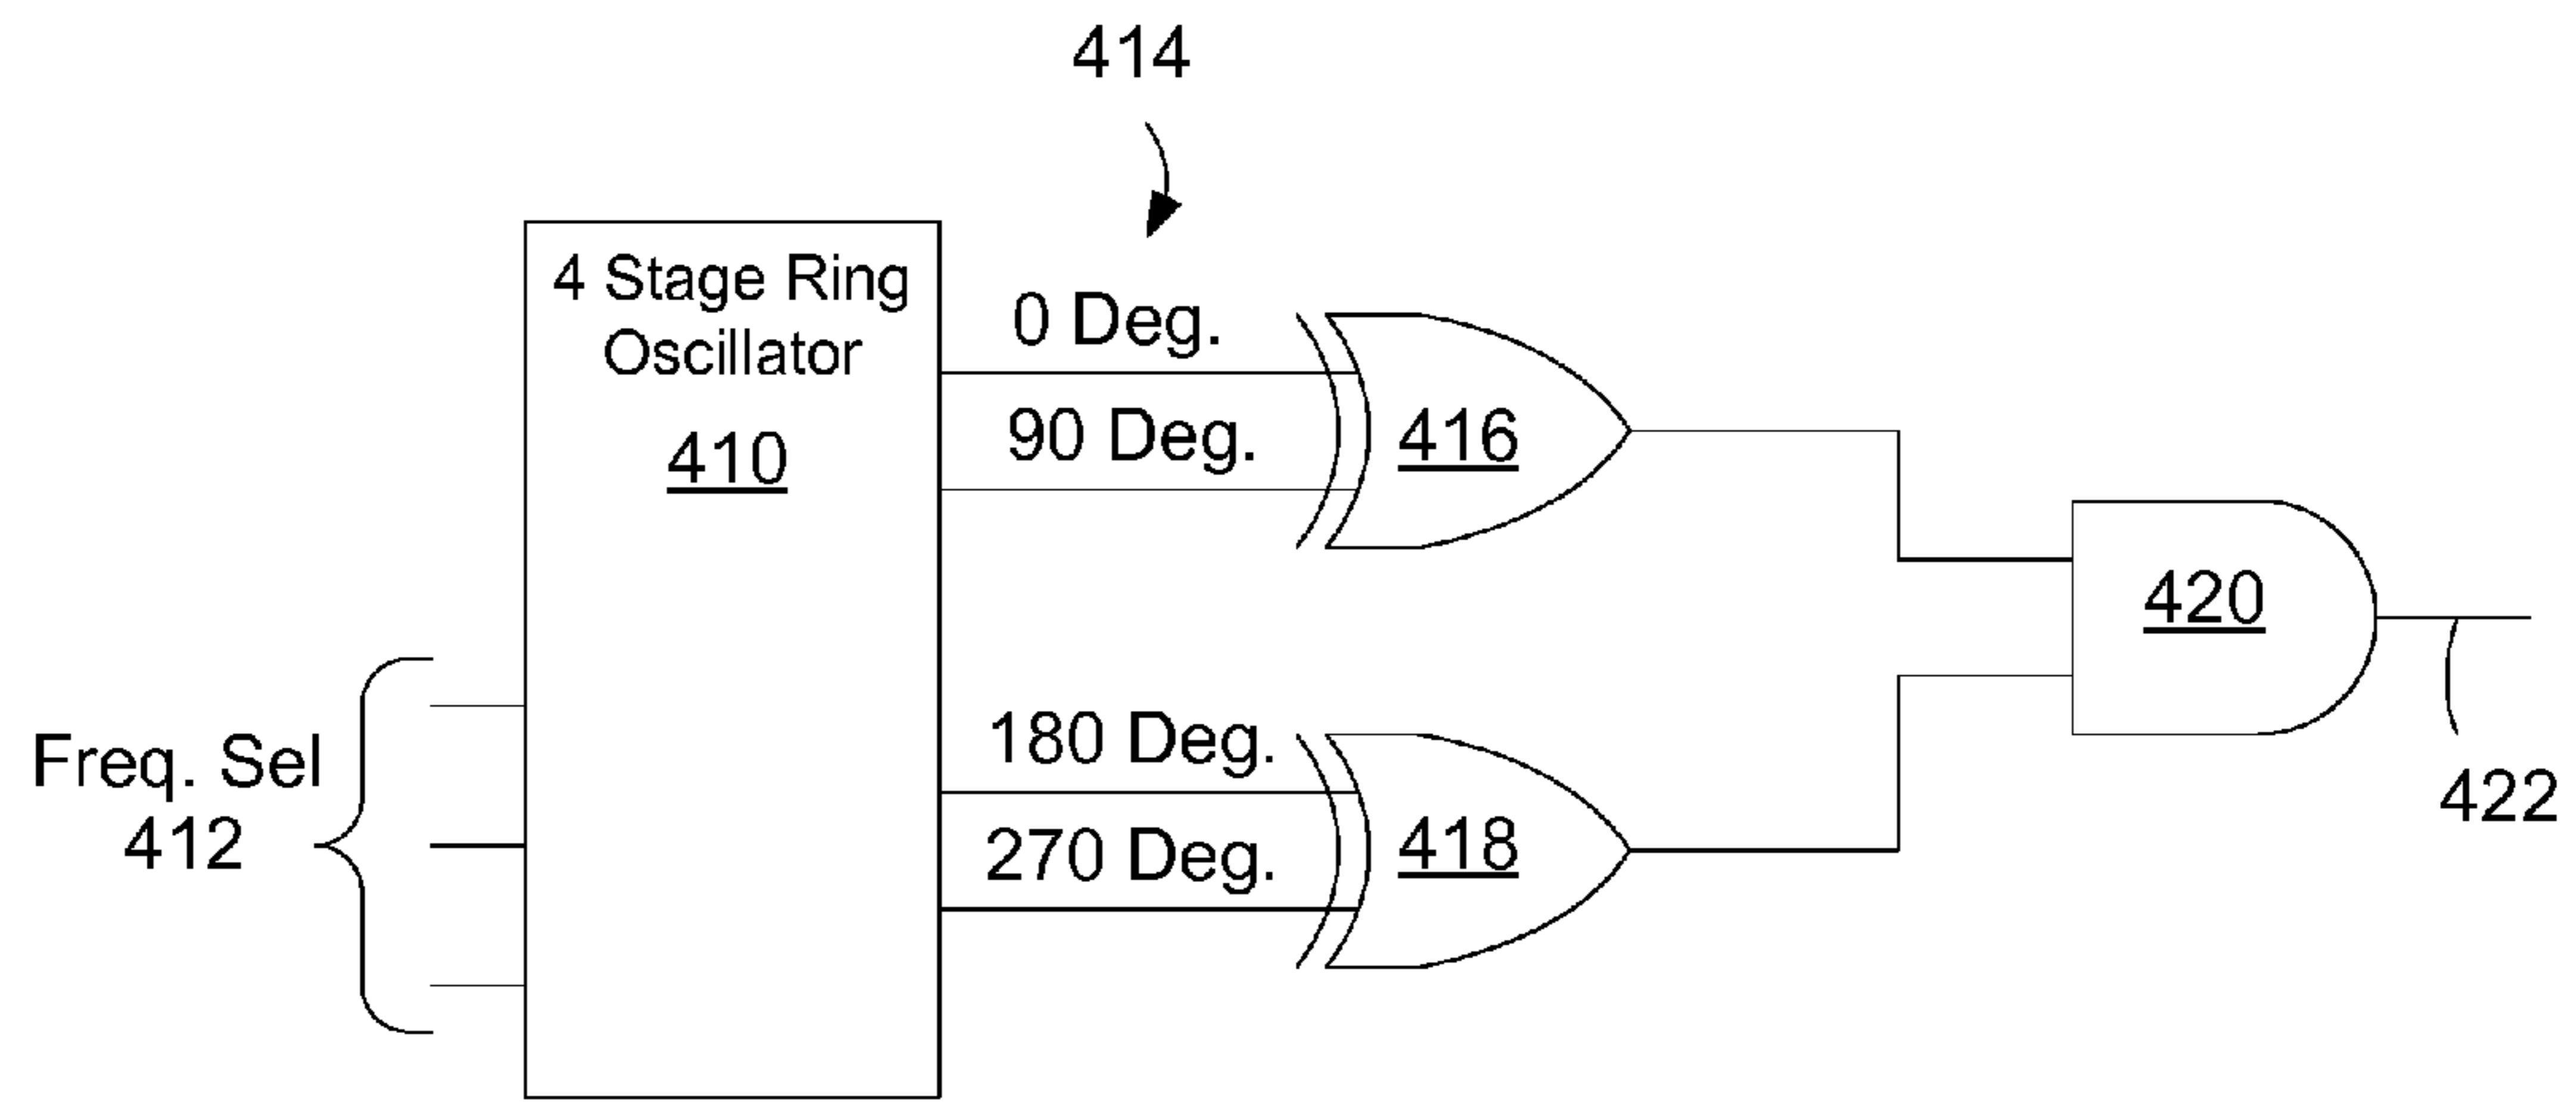 414
4 Stage Ring
Oscillator
410
0 Deg.
90 Deg.
416
420
422
180 Deg.
270 Deg.
418
Freq. Sel
412